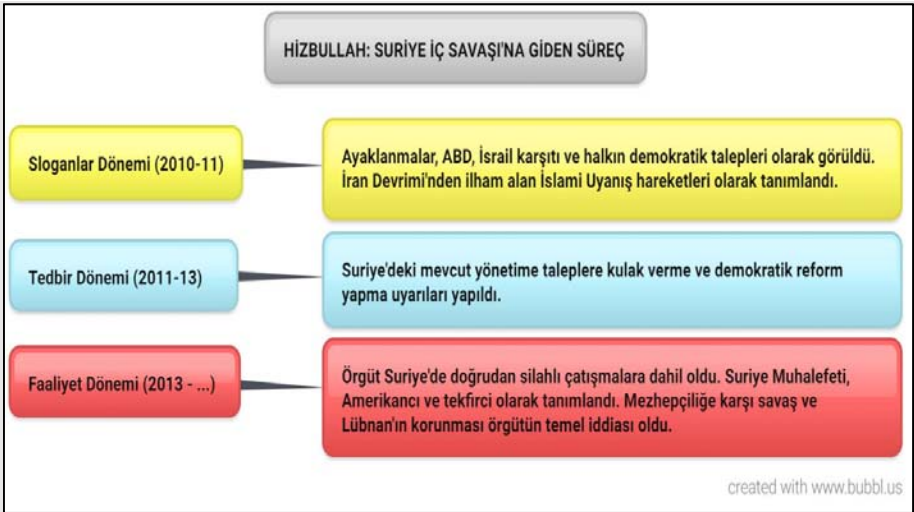 HİZBULLAH: SURİYE İÇ SAVAŞI'NA GİDEN SÜREÇ
Sloganlar Dönemi (2010-11)
Ayaklanmalar, ABD, İsrail karşıtı ve halkın demokratik talepleri olarak görüldü.
İran Devrimi'nden ilham alan İslami Uyanış hareketleri olarak tanımlandı.
Tedbir Dönemi (2011-13)
Suriye'deki mevcut yönetime taleplere kulak verme ve demokratik reform
yapma uyarıları yapıldı.
Faaliyet Dönemi (2013 - ...)
Örgüt Suriye'de doğrudan silahlı çatışmalara dahil oldu. Suriye Muhalefeti,
Amerikancı ve tekfirci olarak tanımlandı. Mezhepçiliğe karşı savaş ve
Lübnan'ın korunması örgütün temel iddiası oldu.
created with www.bubbl.us